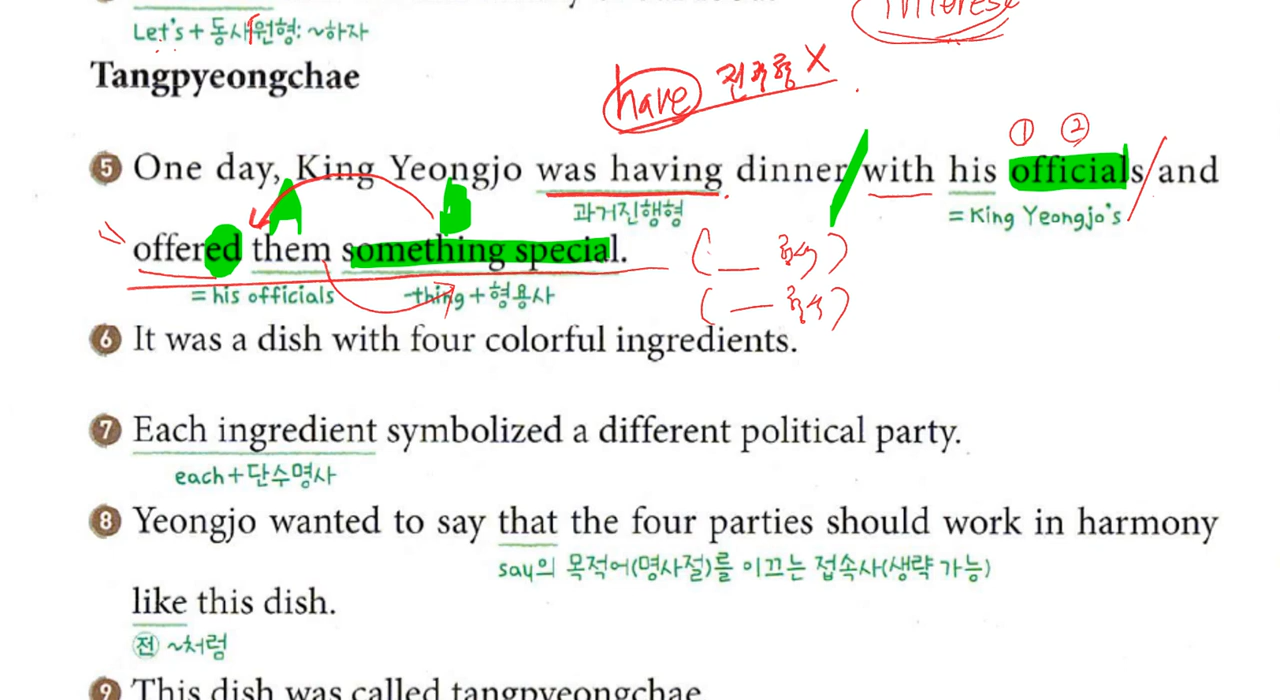 Let's + 동사원형: ~하자
Tangpyeongchae
have 진행형 X
① ②
5 One day, King Yeongjo was having dinner with his officials and
과거진행형
= King Yeongjo's
A
offered them something special.
= his officials
-thing + 형용사
6 It was a dish with four colorful ingredients.
7 Each ingredient symbolized a different political party.
each + 단수명사
8 Yeongjo wanted to say that the four parties should work in harmony
say의 목적어(명사절)를 이끄는 접속사(생략 가능)
like this dish.
전 ~처럼
9 This dish was called tangpyeongchae